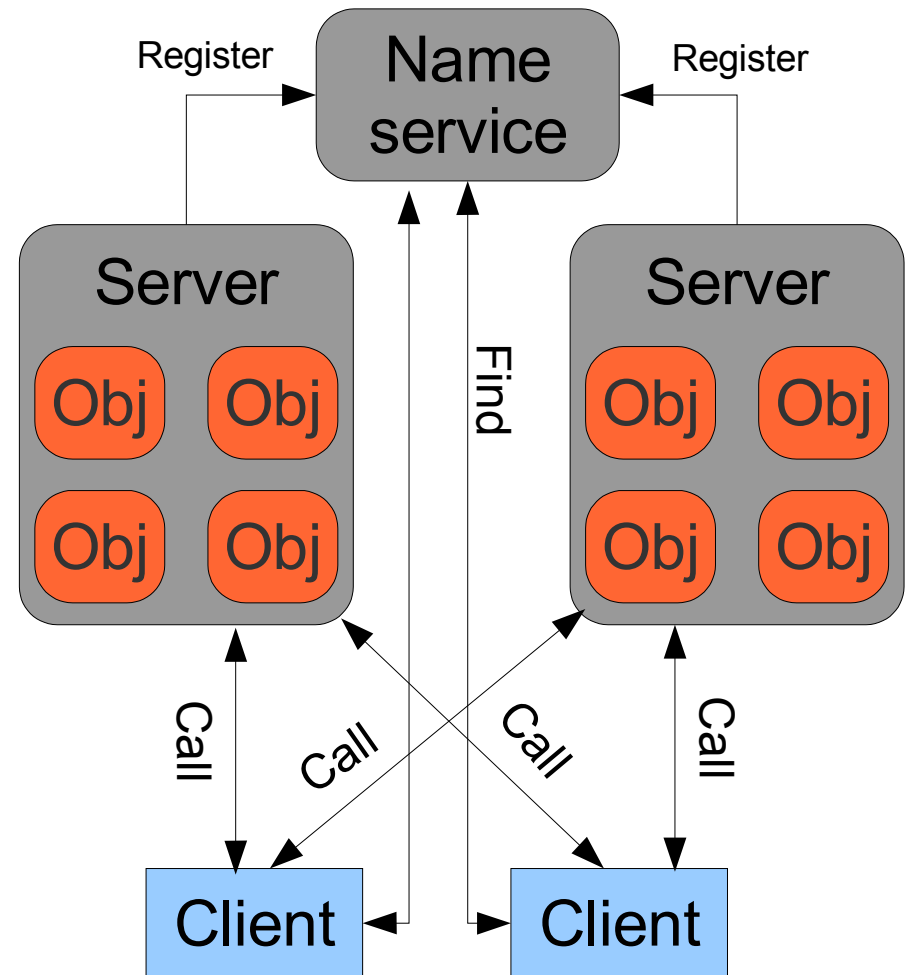 Register
Name
service
Register
Server
Server
Obj
Obj
Obj
Obj
Find
Obj
Obj
Obj
Obj
Call
Call
Call
Call
Client
Client